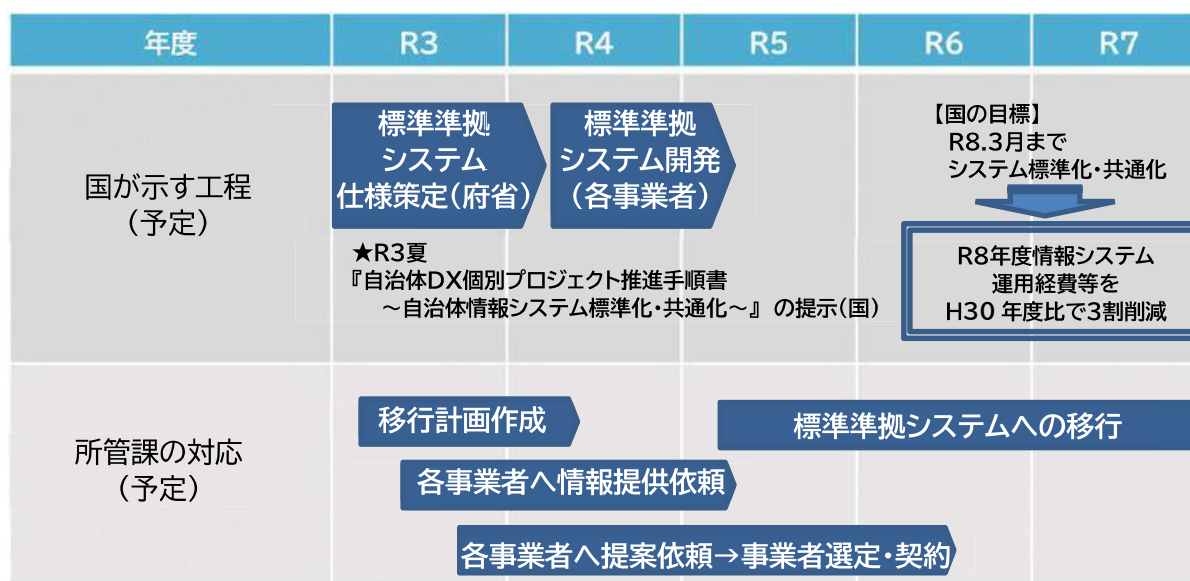 年度 R3 R4 R5 R6 R7
国が示す工程
(予定)
標準準拠
システム
仕様策定(府省)
標準準拠
システム開発
(各事業者)
【国の目標】
R8.3月まで
システム標準化・共通化
★R3夏
『自治体DX個別プロジェクト推進手順書
~自治体情報システム標準化・共通化~』の提示(国)
R8年度情報システム
運用経費等を
H30 年度比で3割削減
所管課の対応
(予定)
移行計画作成
標準準拠システムへの移行
各事業者へ情報提供依頼
各事業者へ提案依頼→事業者選定・契約